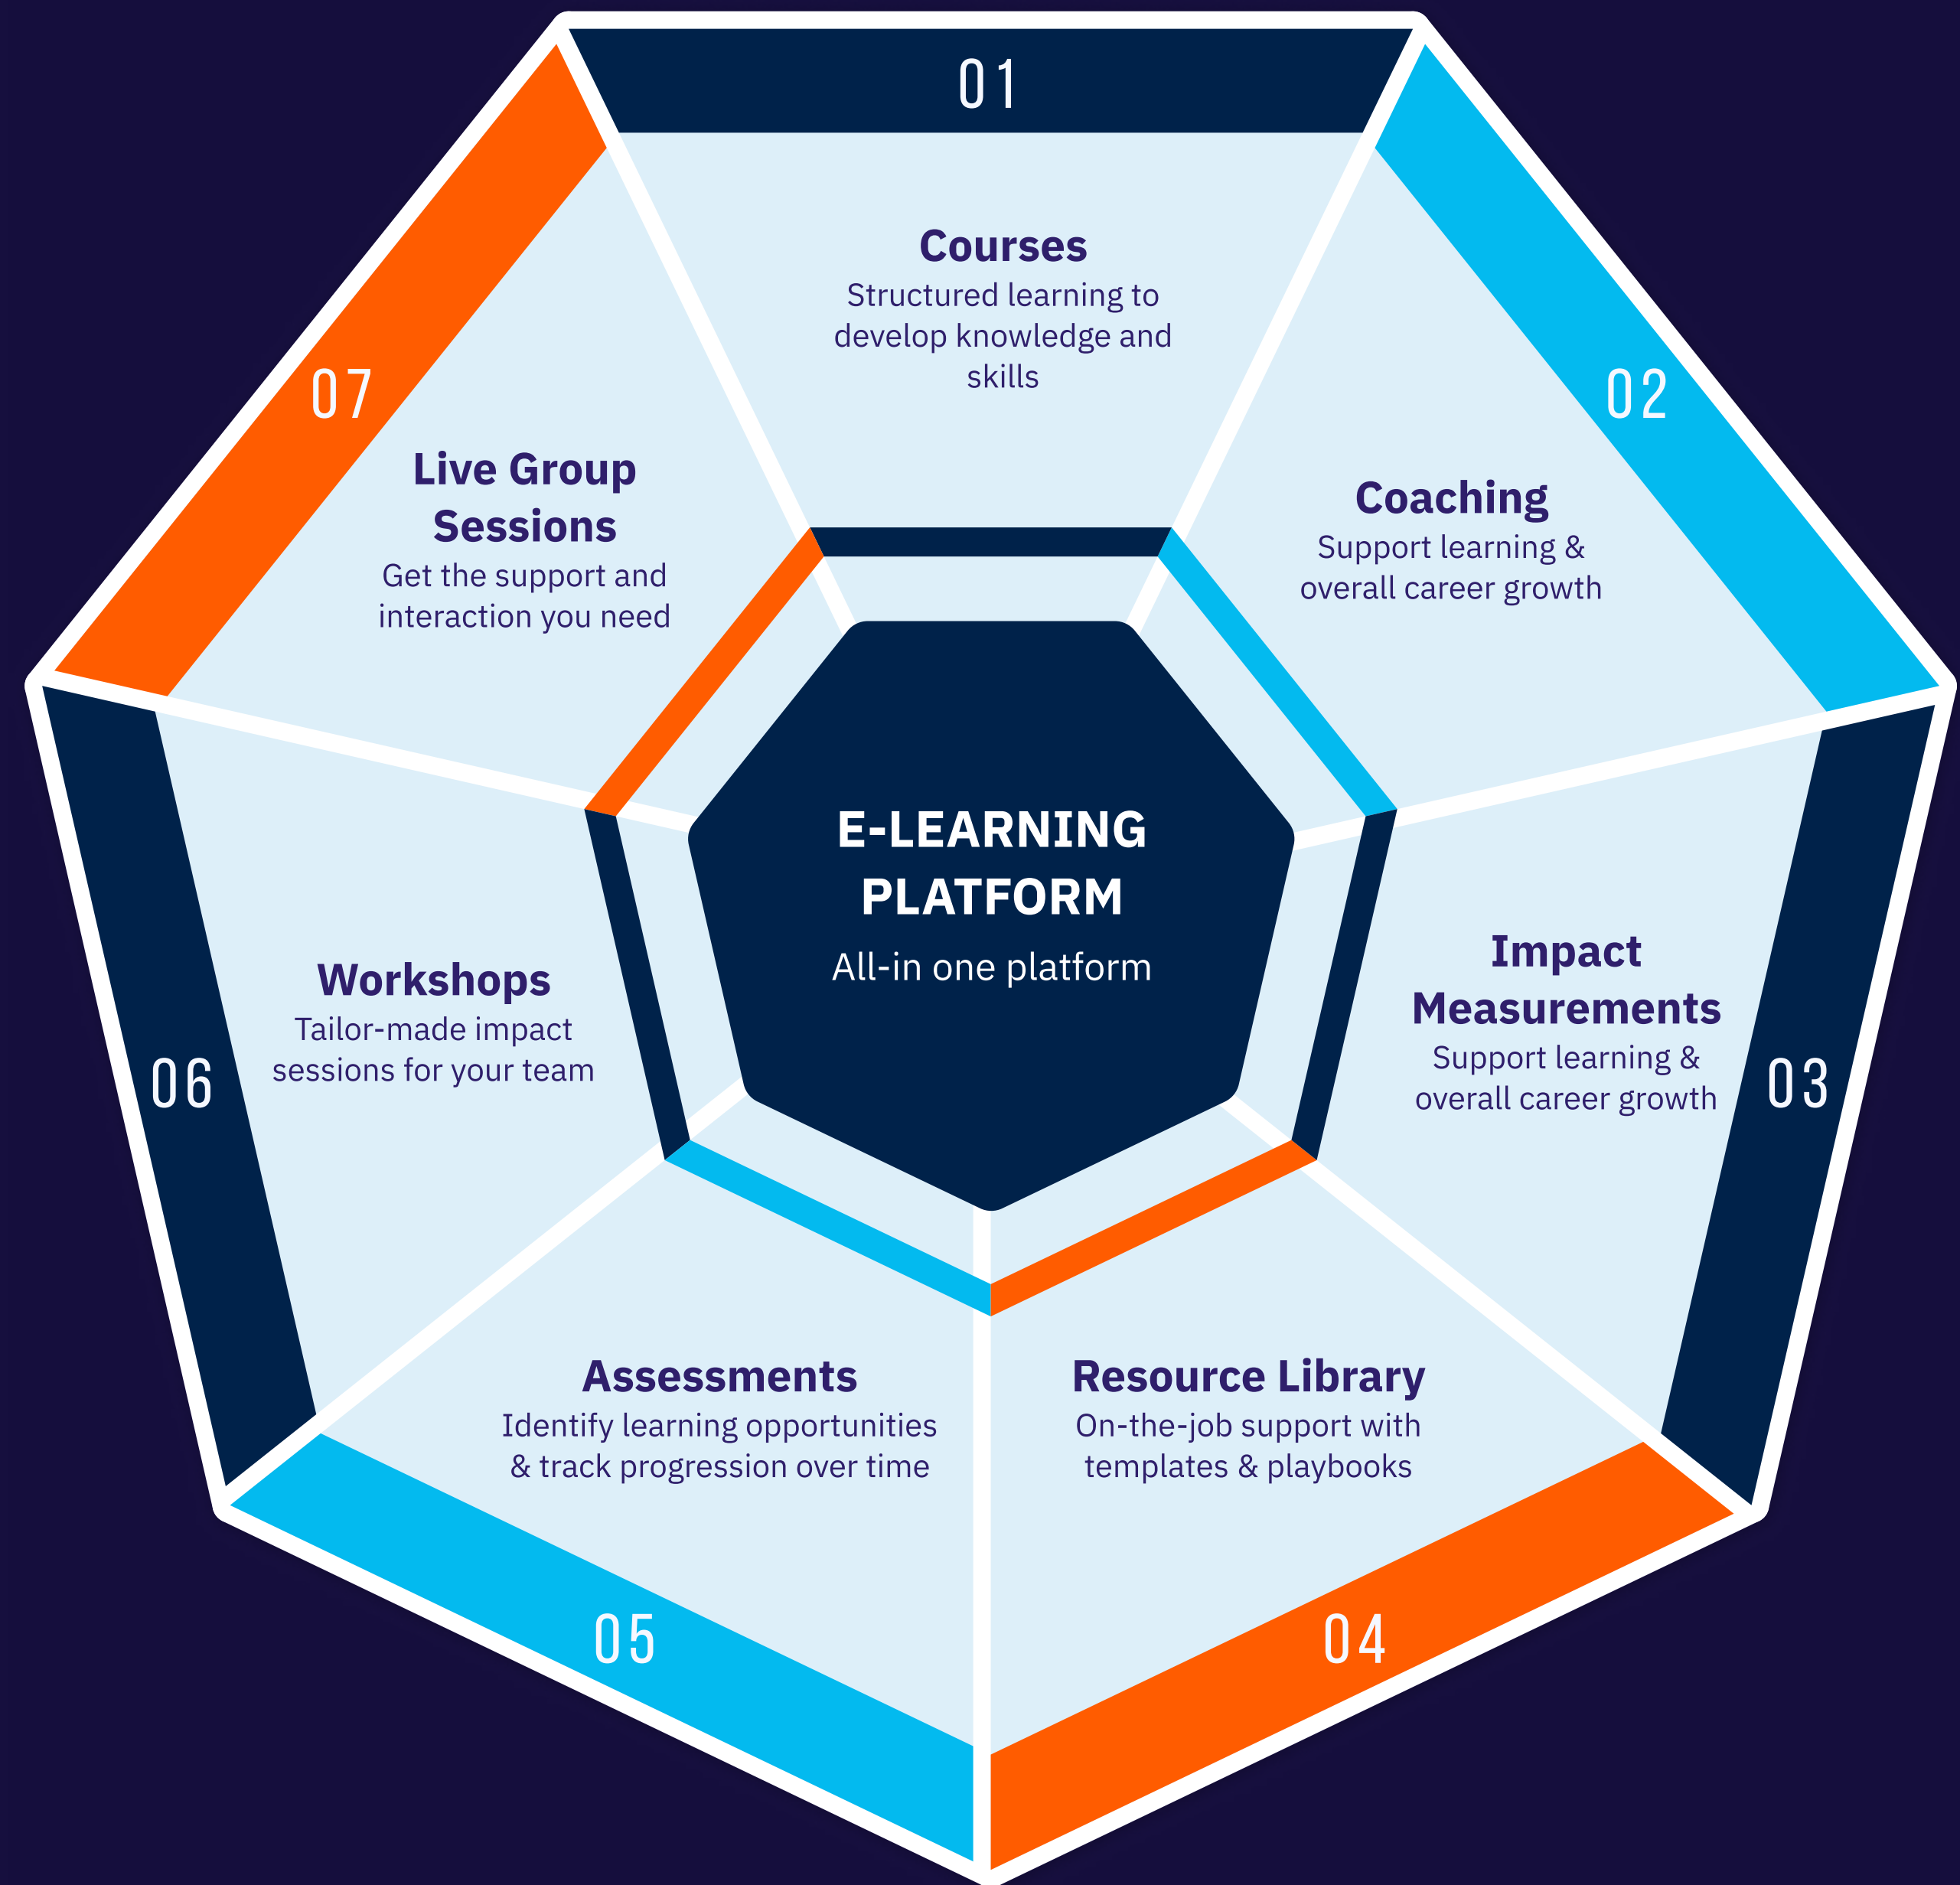 01
Courses
Structured learning to
develop knowledge and
skills
02
Coaching
Support learning &
overall career growth
03
Impact
Measurements
Support learning &
overall career growth
04
Resource Library
On-the-job support with
templates & playbooks
05
Assessments
Identify learning opportunities
& track progression over time
06
Workshops
Tailor-made impact
sessions for your team
07
Live Group
Sessions
Get the support and
interaction you need
E-LEARNING
PLATFORM
All-in one platform